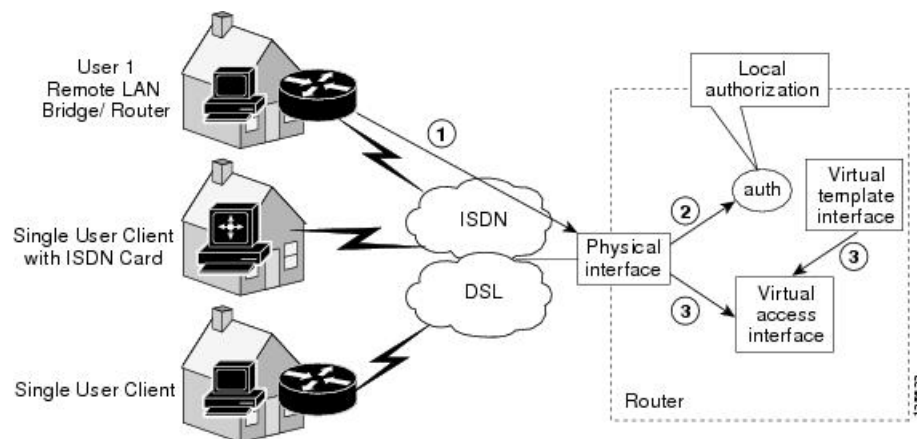 User 1
Remote LAN
Bridge/ Router
Single User Client
with ISDN Card
Single User Client
1
ISDN
DSL
Physical
interface
2
3
Local
authorization
auth
Virtual
template
interface
3
Virtual
access
interface
Router